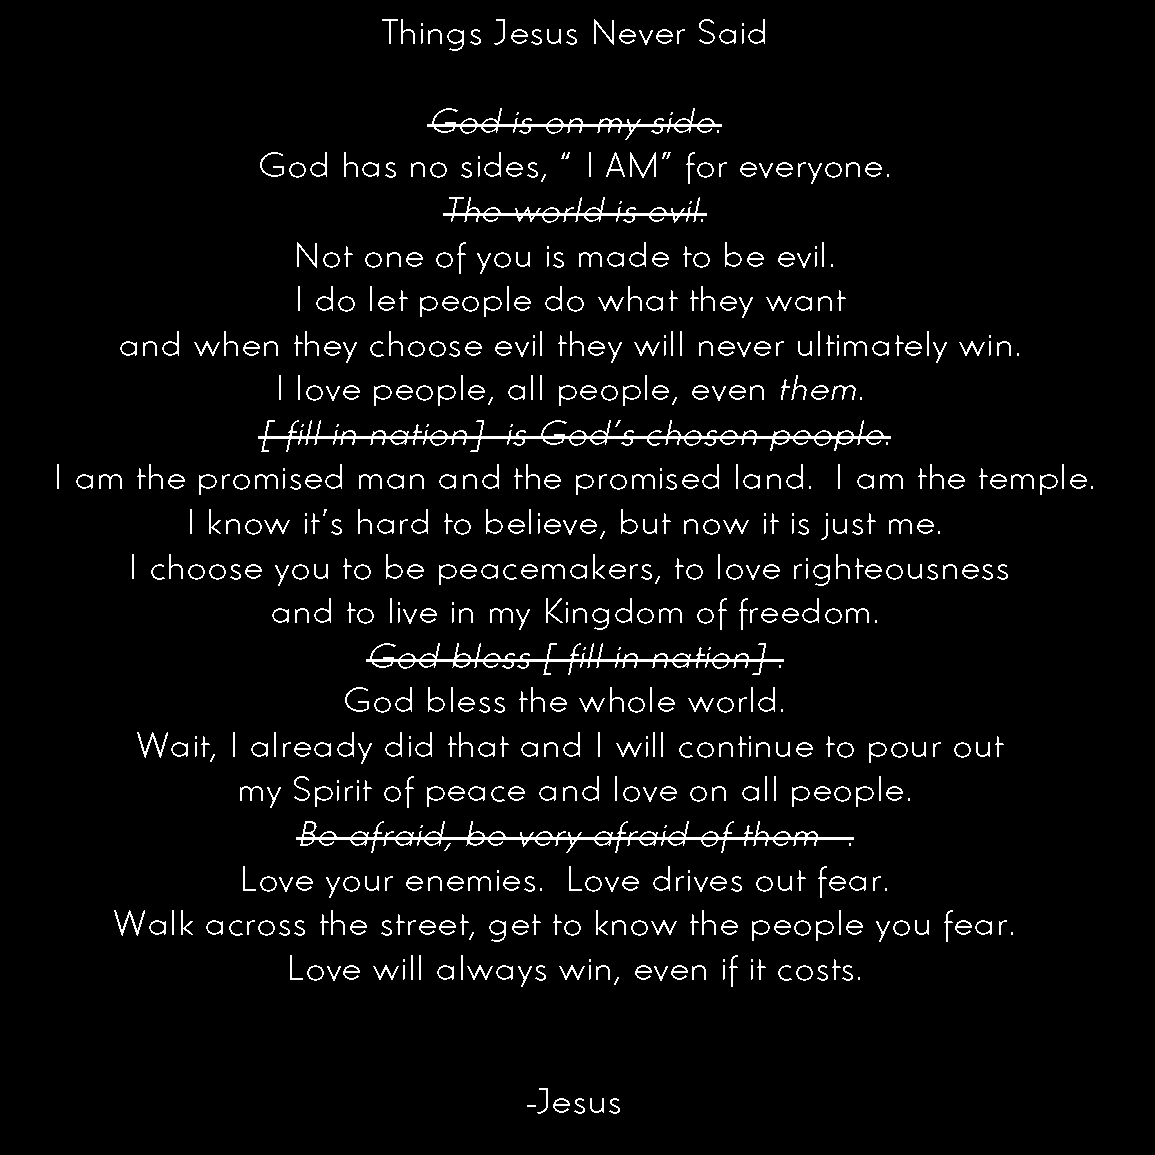 Things Jesus Never Said
God is on my side.
God has no sides, “ I AM” for everyone.
The world is evil.
Not one of you is made to be evil.
I do let people do what they want
and when they choose evil they will never ultimately win.
I love people, all people, even them.
[ fill in nation]  is God’s chosen people.
I am the promised man and the promised land.  I am the temple.
I know it’s hard to believe, but now it is just me.
I choose you to be peacemakers, to love righteousness
and to live in my Kingdom of freedom.
God bless [ fill in nation] .
God bless the whole world.
Wait, I already did that and I will continue to pour out
my Spirit of peace and love on all people.
Be afraid, be very afraid of them   .
Love your enemies.  Love drives out fear.
Walk across the street, get to know the people you fear.
Love will always win, even if it costs.
-Jesus